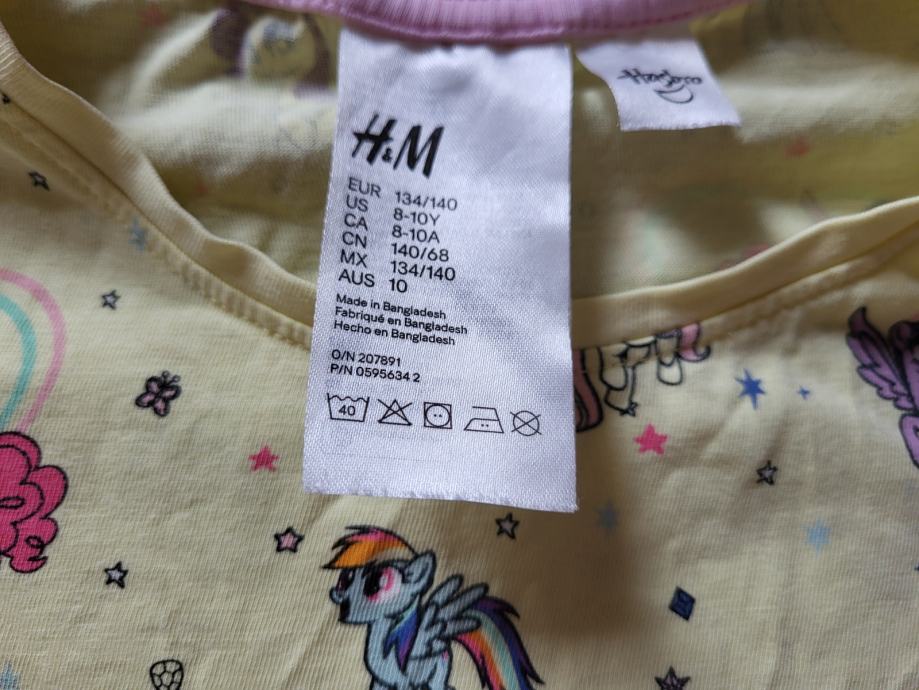 H&M
EUR 134/140
US 8-10Y
CA 8-10A
CN 140/68
MX 134/140
AUS 10
Made in Bangladesh
Fabriqué en Bangladesh
Hecho en Bangladesh
O/N 207891
P/N 0595634 2
40
Hasbro